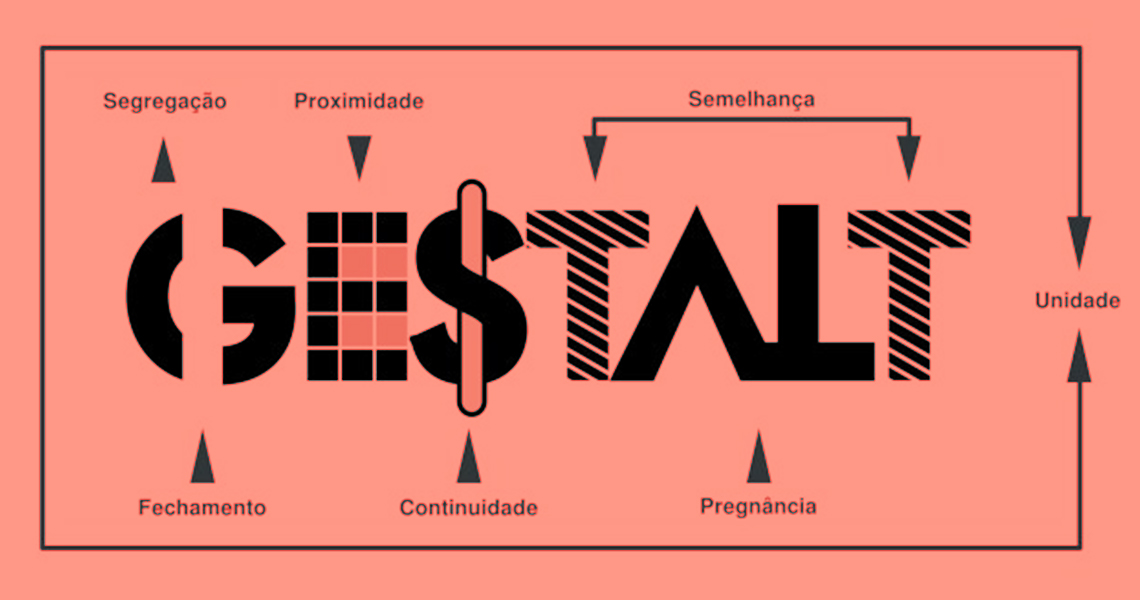 Segregação
Proximidade
Semelhança
GESTALT
Unidade
Fechamento
Continuidade
Pregnância